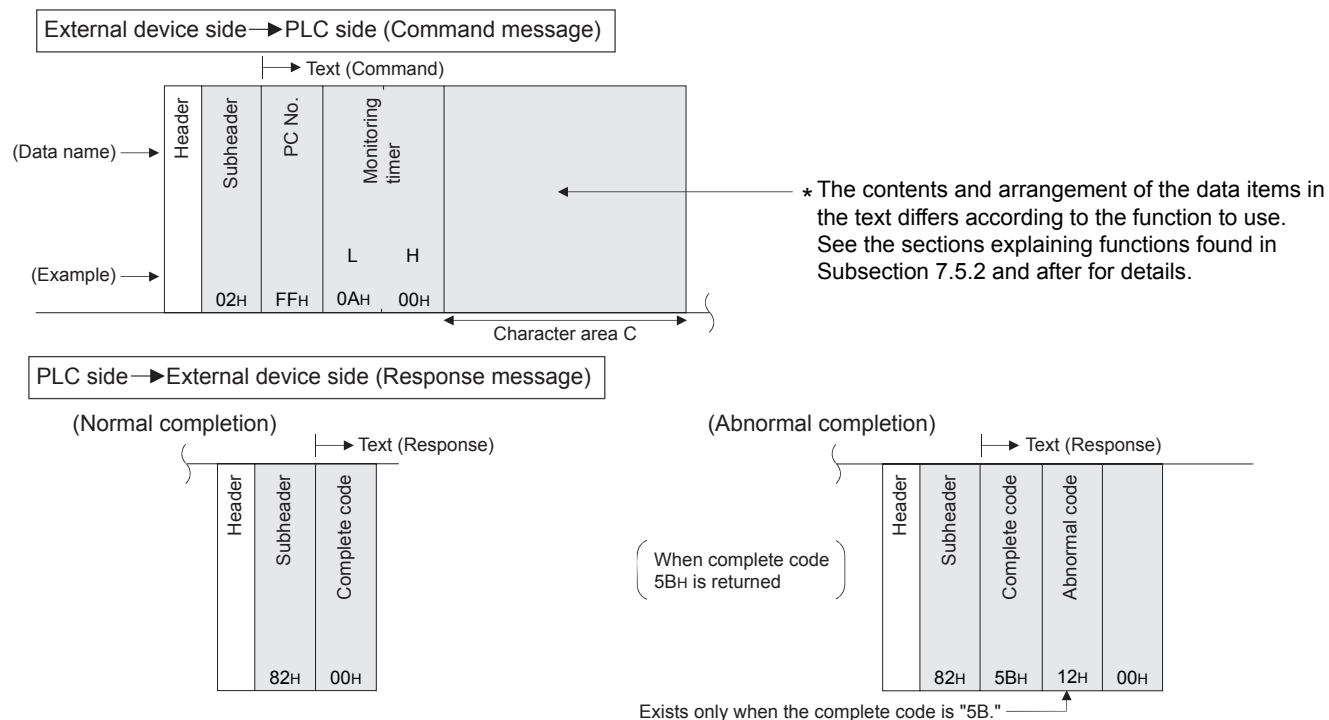 External device side→PLC side (Command message)
Text (Command)
(Data name)
Header
Subheader
PC No.
Monitoring
timer
* The contents and arrangement of the data items in
the text differs according to the function to use.
See the sections explaining functions found in
Subsection 7.5.2 and after for details.
L H
(Example)
02H FFH 0AH 00H
Character area C
PLC side→External device side (Response message)
(Normal completion)
Text (Response)
Header
Subheader
Complete code
82H 00H
(Abnormal completion)
Text (Response)
When complete code
5BH is returned
Header
Subheader
Complete code
Abnormal code
82H 5BH 12H 00H
Exists only when the complete code is "5B."